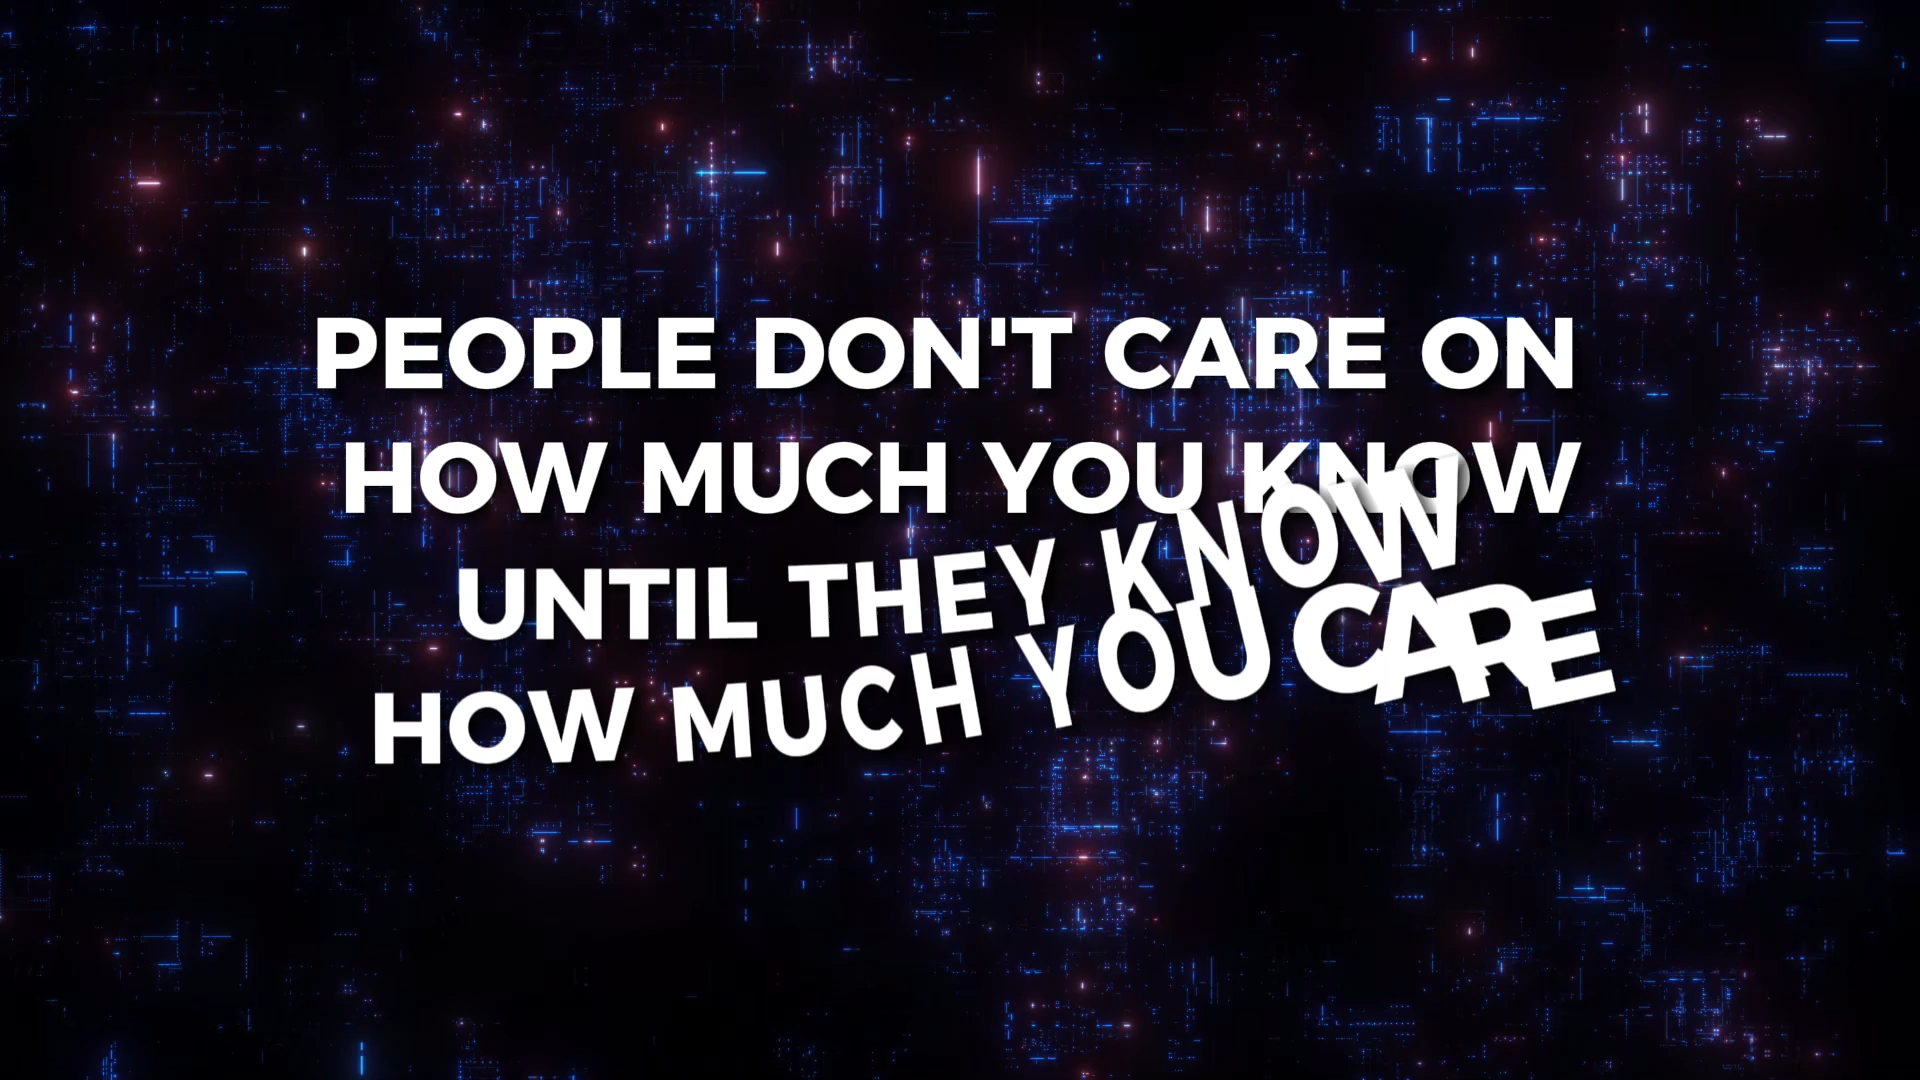 PEOPLE DON'T CARE ON
HOW MUCH YOU KNOW
UNTIL THEY KNOW
HOW MUCH YOU CARE